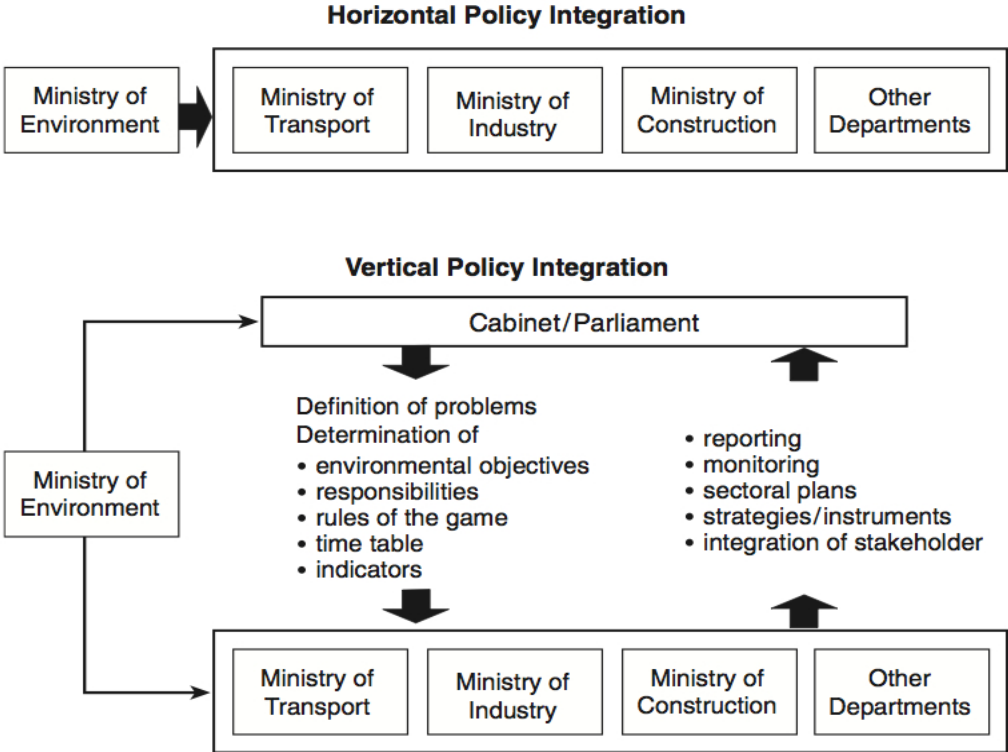 Horizontal Policy Integration
Ministry of
Environment
Ministry of
Transport
Ministry of
Industry
Ministry of
Construction
Other
Departments
Vertical Policy Integration
Cabinet/Parliament
Ministry of
Environment
Definition of problems
Determination of
• environmental objectives
• responsibilities
• rules of the game
• time table
• indicators
• reporting
• monitoring
• sectoral plans
• strategies/instruments
• integration of stakeholder
Ministry of
Transport
Ministry of
Industry
Ministry of
Construction
Other
Departments